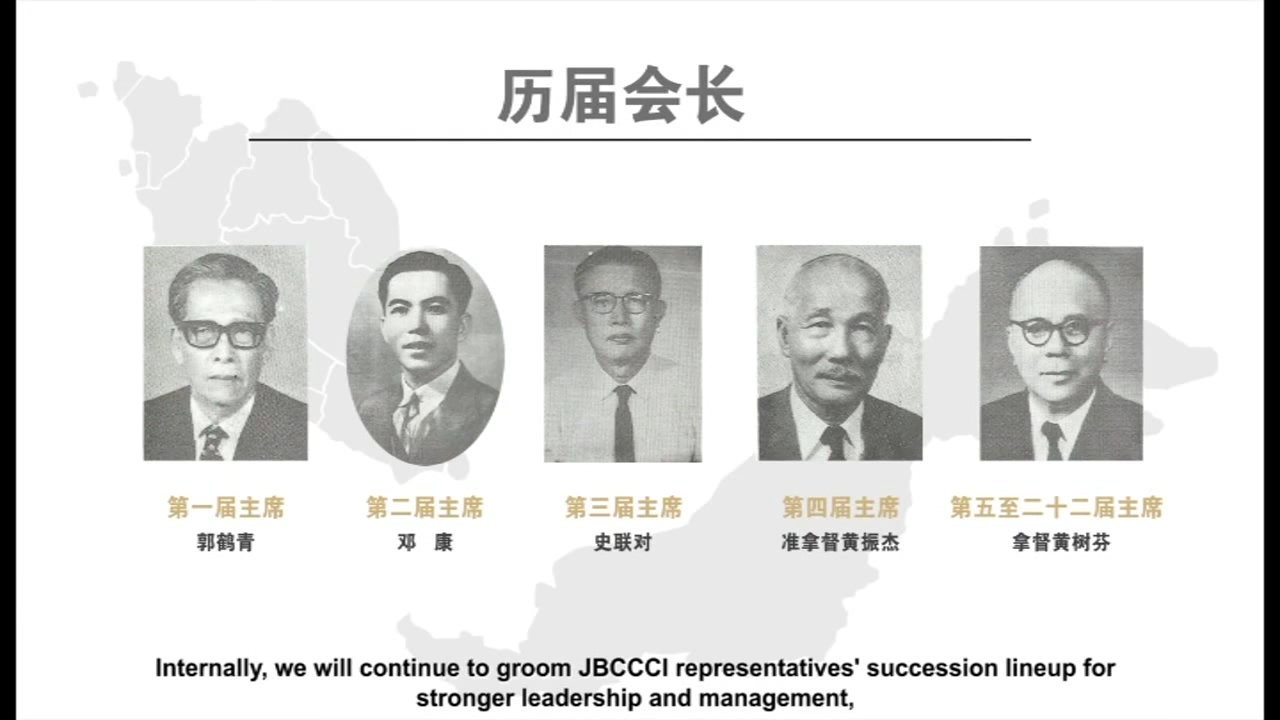 历届会长
第一届主席
郭鹤青
第二届主席
邓 康
第三届主席
史联对
第四届主席
准拿督黄振杰
第五至二十二届主席
拿督黄树芬
Internally, we will continue to groom JBCCCI representatives' succession lineup for
stronger leadership and management,